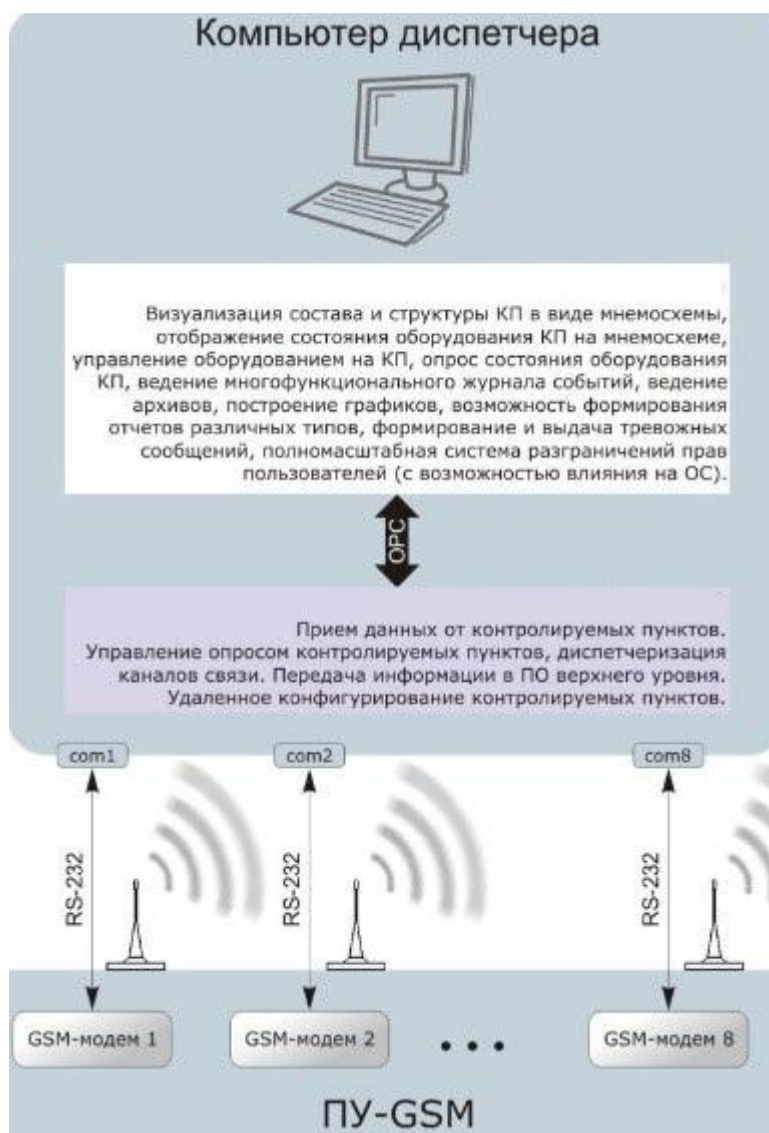 Компьютер диспетчера
Визуализация состава и структуры КП в виде мнемосхемы,
отображение состояния оборудования КП на мнемосхеме,
управление оборудованием на КП, опрос состояния оборудования
КП, ведение многофункционального журнала событий, ведение
архивов, построение графиков, возможность формирования
отчетов различных типов, формирование и выдача тревожных
сообщений, полномасштабная система разграничений прав
пользователей (с возможностью влияния на ОС).
OPC
Прием данных от контролируемых пунктов.
Управление опросом контролируемых пунктов, диспетчеризация
каналов связи. Передача информации в ПО верхнего уровня.
Удаленное конфигурирование контролируемых пунктов.
com1
com2
com8
RS-232
RS-232
RS-232
GSM-модем 1
GSM-модем 2
...
GSM-модем 8
ПУ-GSM